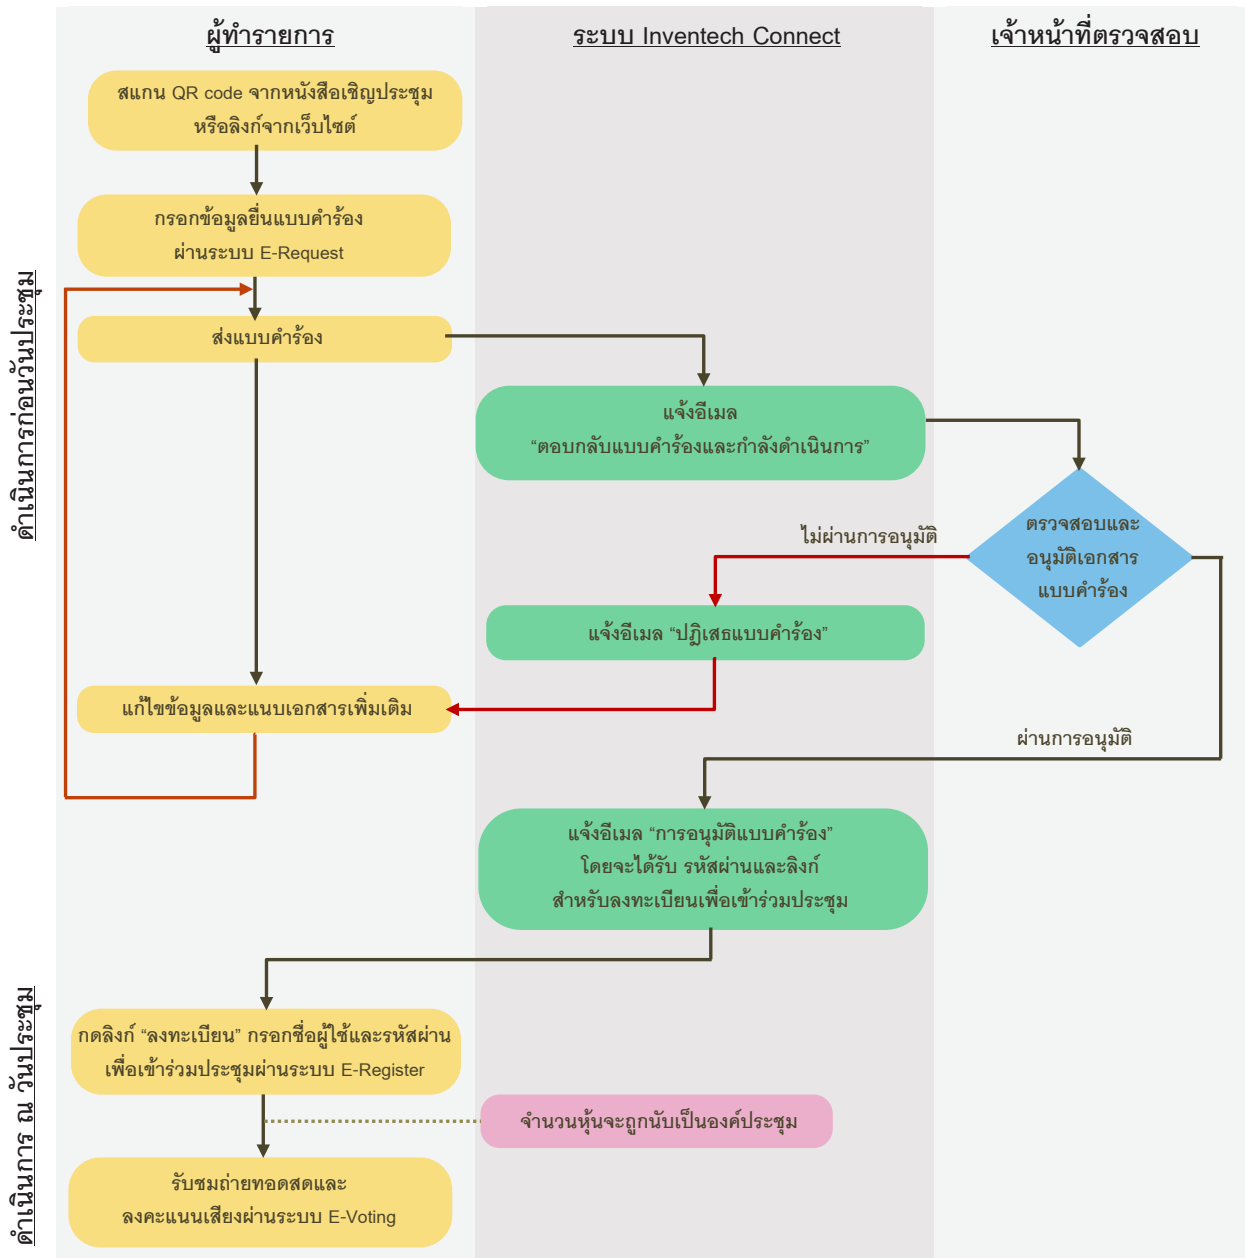 ผู้ทำรายการ
ระบบ Inventech Connect
เจ้าหน้าที่ตรวจสอบ
ดำเนินการก่อนวันประชุม
สแกน QR code จากหนังสือเชิญประชุม
หรือลิงก์จากเว็บไซต์
กรอกข้อมูลยื่นแบบคำร้อง
ผ่านระบบ E-Request
ส่งแบบคำร้อง
แจ้งอีเมล
“ตอบกลับแบบคำร้องและกำลังดำเนินการ”
ตรวจสอบและ
อนุมัติเอกสาร
แบบคำร้อง
ไม่ผ่านการอนุมัติ
แจ้งอีเมล “ปฎิเสธแบบคำร้อง”
แก้ไขข้อมูลและแนบเอกสารเพิ่มเติม
ผ่านการอนุมัติ
แจ้งอีเมล “การอนุมัติแบบคำร้อง”
โดยจะได้รับ รหัสผ่านและลิงก์
สำหรับลงทะเบียนเพื่อเข้าร่วมประชุม
ดำเนินการ ณ วันประชุม
กดลิงก์ “ลงทะเบียน” กรอกชื่อผู้ใช้และรหัสผ่าน
เพื่อเข้าร่วมประชุมผ่านระบบ E-Register
จำนวนหุ้นจะถูกนับเป็นองค์ประชุม
รับชมถ่ายทอดสดและ
ลงคะแนนเสียงผ่านระบบ E-Voting